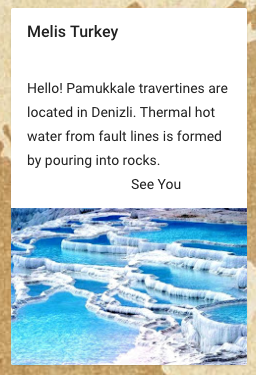 Melis Turkey
Hello! Pamukkale travertines are
located in Denizli. Thermal hot
water from fault lines is formed
by pouring into rocks.
See You